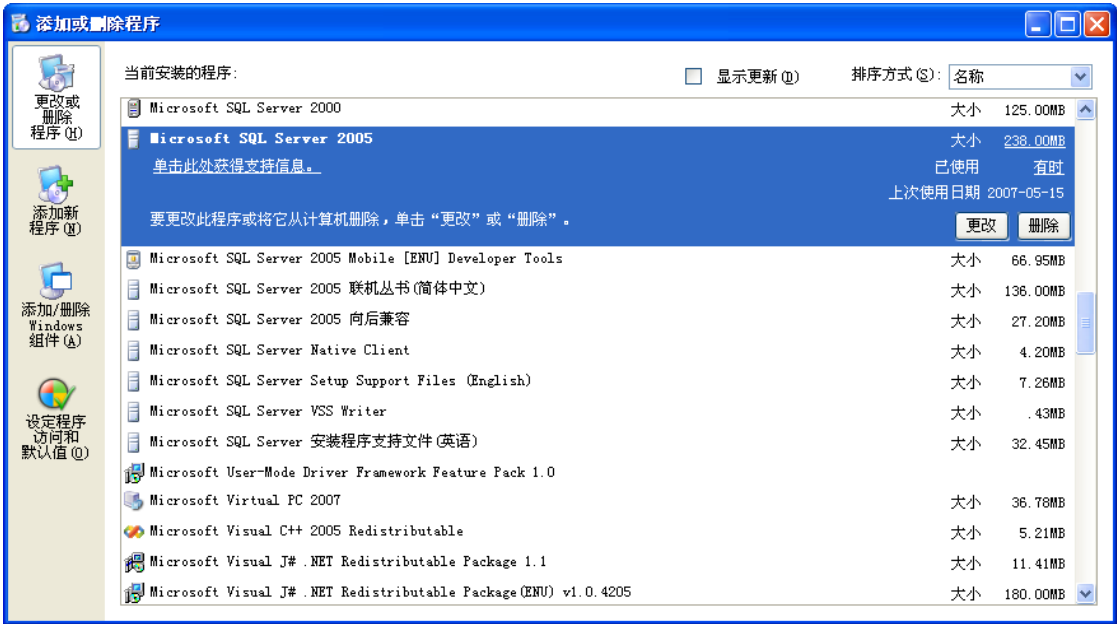 添加或删除程序
更改或
删除
程序(H)
添加新
程序(N)
添加/删除
Windows
组件(A)
设定程序
访问和
默认值(O)
当前安装的程序:
显示更新(D)
排序方式(S): 名称
Microsoft SQL Server 2000 大小 125.00MB
Microsoft SQL Server 2005 大小 238.00MB
单击此处获得支持信息。 已使用 有时
上次使用日期 2007-05-15
要更改此程序或将它从计算机删除,单击“更改”或“删除”。 更改 删除
Microsoft SQL Server 2005 Mobile [ENU] Developer Tools 大小 66.95MB
Microsoft SQL Server 2005 联机丛书(简体中文) 大小 136.00MB
Microsoft SQL Server 2005 向后兼容 大小 27.20MB
Microsoft SQL Server Native Client 大小 4.20MB
Microsoft SQL Server Setup Support Files (English) 大小 7.26MB
Microsoft SQL Server VSS Writer 大小 .43MB
Microsoft SQL Server 安装程序支持文件(英语) 大小 32.45MB
Microsoft User-Mode Driver Framework Feature Pack 1.0
Microsoft Virtual PC 2007 大小 36.78MB
Microsoft Visual C++ 2005 Redistributable 大小 5.21MB
Microsoft Visual J# .NET Redistributable Package 1.1 大小 11.41MB
Microsoft Visual J# .NET Redistributable Package(ENU) v1.0.4205 大小 180.00MB